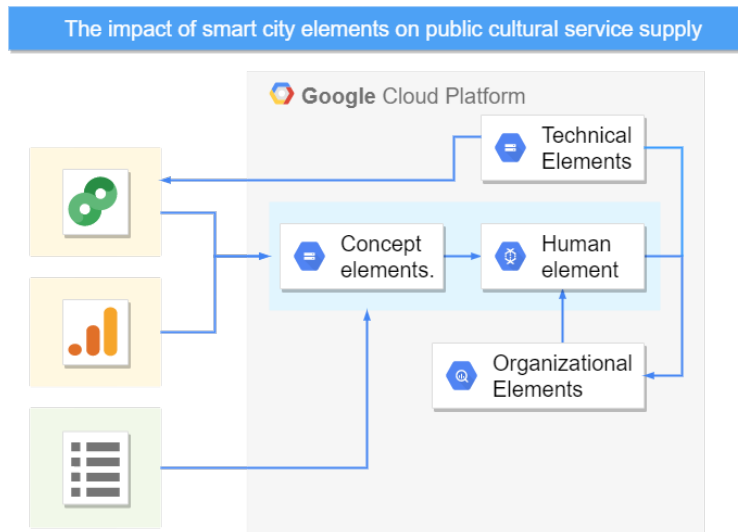 The impact of smart city elements on public cultural service supply
Google Cloud Platform
Technical
Elements
Concept
elements.
Human
element
Organizational
Elements